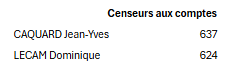 Censeurs aux comptes
CAQUARD Jean-Yves 637
LECAM Dominique 624